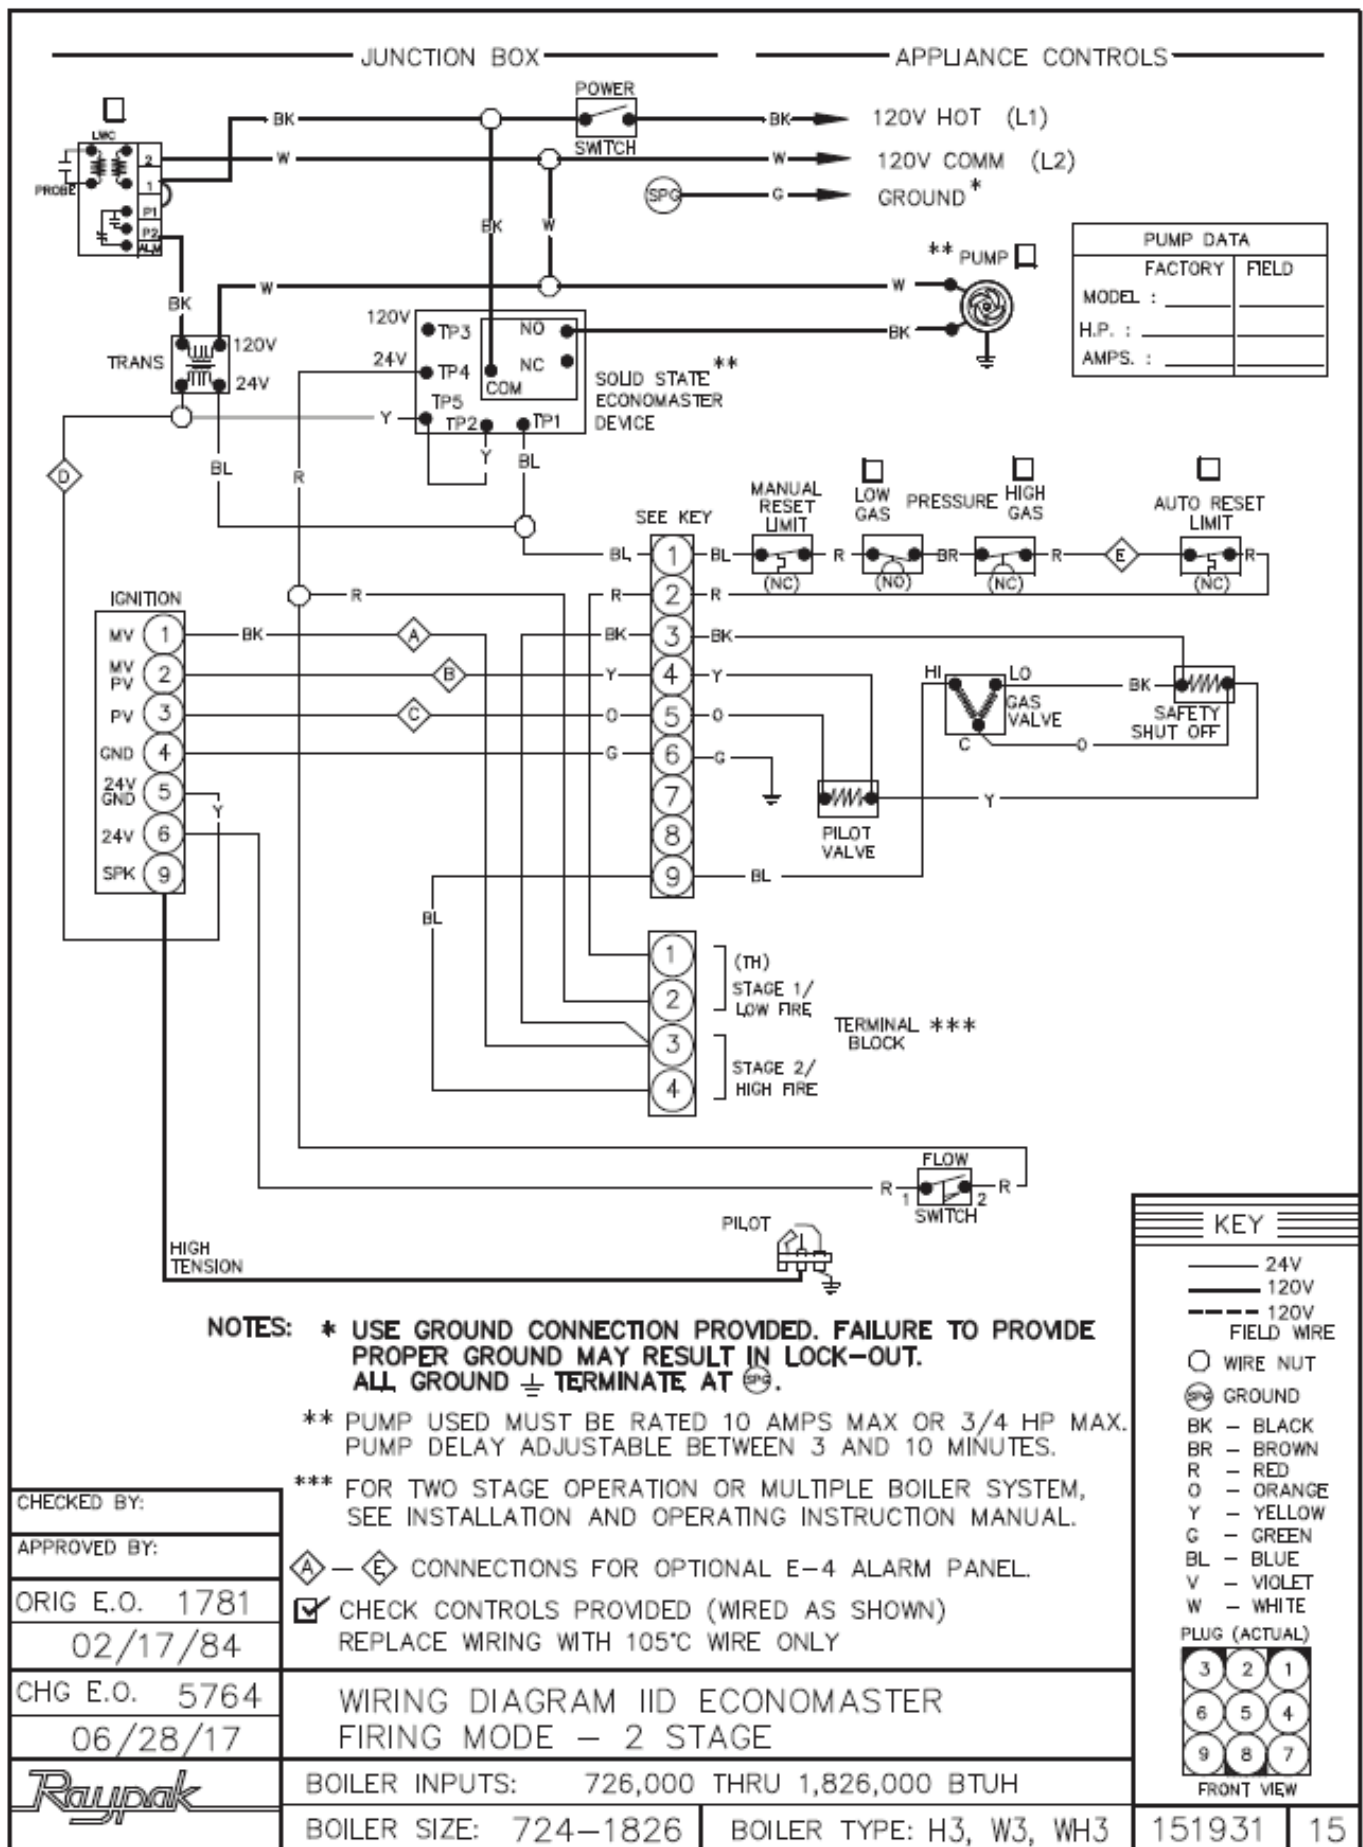 JUNCTION BOX
APPLIANCE CONTROLS
POWER
SWITCH
BK
BK
120V HOT (L1)
LWC
2
1
P1
P2
ALM
PROBE
W
W
120V COMM (L2)
SPG
G
GROUND*
BK
W
** PUMP
PUMP DATA
FACTORY FIELD
MODEL :
H.P. :
AMPS. :
BK
W
W
BK
TRANS
120V
24V
120V
TP3
24V
TP4
TP5
TP2
TP1
NO
NC
COM
SOLID STATE **
ECONOMASTER
DEVICE
Y
Y
BL
BL
R
D
SEE KEY
MANUAL
RESET
LIMIT
(NC)
LOW
GAS
PRESSURE
HIGH
GAS
(NO)
(NC)
AUTO RESET
LIMIT
(NC)
BL
1
BL
R
BR
R
E
R
R
R
2
R
IGNITION
MV
1
BK
A
BK
3
BK
MV
PV
2
B
Y
4
Y
PV
3
C
O
5
O
GND
4
G
6
G
24V
GND
5
Y
7
24V
6
8
SPK
9
9
BL
HI
LO
GAS
VALVE
C
BK
SAFETY
SHUT OFF
O
Y
PILOT
VALVE
BL
1
2
3
4
(TH)
STAGE 1/
LOW FIRE
STAGE 2/
HIGH FIRE
TERMINAL ***
BLOCK
FLOW
R
1
2
R
SWITCH
PILOT
HIGH
TENSION
KEY
24V
120V
120V
FIELD WIRE
WIRE NUT
SPG GROUND
BK – BLACK
BR – BROWN
R – RED
O – ORANGE
Y – YELLOW
G – GREEN
BL – BLUE
V – VIOLET
W – WHITE
PLUG (ACTUAL)
3 2 1
6 5 4
9 8 7
FRONT VIEW
NOTES: * USE GROUND CONNECTION PROVIDED. FAILURE TO PROVIDE
PROPER GROUND MAY RESULT IN LOCK–OUT.
ALL GROUND ⏚ TERMINATE AT SPG.
** PUMP USED MUST BE RATED 10 AMPS MAX OR 3/4 HP MAX.
PUMP DELAY ADJUSTABLE BETWEEN 3 AND 10 MINUTES.
*** FOR TWO STAGE OPERATION OR MULTIPLE BOILER SYSTEM,
SEE INSTALLATION AND OPERATING INSTRUCTION MANUAL.
A – E CONNECTIONS FOR OPTIONAL E–4 ALARM PANEL.
☑ CHECK CONTROLS PROVIDED (WIRED AS SHOWN)
REPLACE WIRING WITH 105°C WIRE ONLY
CHECKED BY:
APPROVED BY:
ORIG E.O. 1781
02/17/84
CHG E.O. 5764
06/28/17
Raypak
WIRING DIAGRAM IID ECONOMASTER
FIRING MODE – 2 STAGE
BOILER INPUTS: 726,000 THRU 1,826,000 BTUH
BOILER SIZE: 724–1826
BOILER TYPE: H3, W3, WH3
151931
15